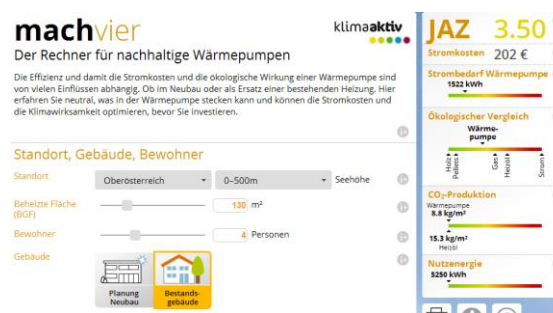 machvier
klimaaktiv
Der Rechner für nachhaltige Wärmepumpen
Die Effizienz und damit die Stromkosten und die ökologische Wirkung einer Wärmepumpe sind
von vielen Einflüssen abhängig. Ob im Neubau oder als Ersatz einer bestehenden Heizung. Hier
erfahren Sie neutral, was in der Wärmepumpe stecken kann und können die Stromkosten und
die Klimawirksamkeit optimieren, bevor Sie investieren.
Standort, Gebäude, Bewohner
Standort Oberösterreich 0–500m Seehöhe
Beheizte Fläche 130 m²
(BGF)
Bewohner 4 Personen
Gebäude
Planung Bestands-
Neubau gebäude
JAZ 3.50
Stromkosten 202 €
Strombedarf Wärmepumpe
1522 kWh
Ökologischer Vergleich
Wärme-
pumpe
Holz
Pellets
Gas
Heizöl
Strom
CO₂-Produktion
Wärmepumpe
8.8 kg/m²
15.3 kg/m²
Heizöl
Nutzenergie
5250 kWh